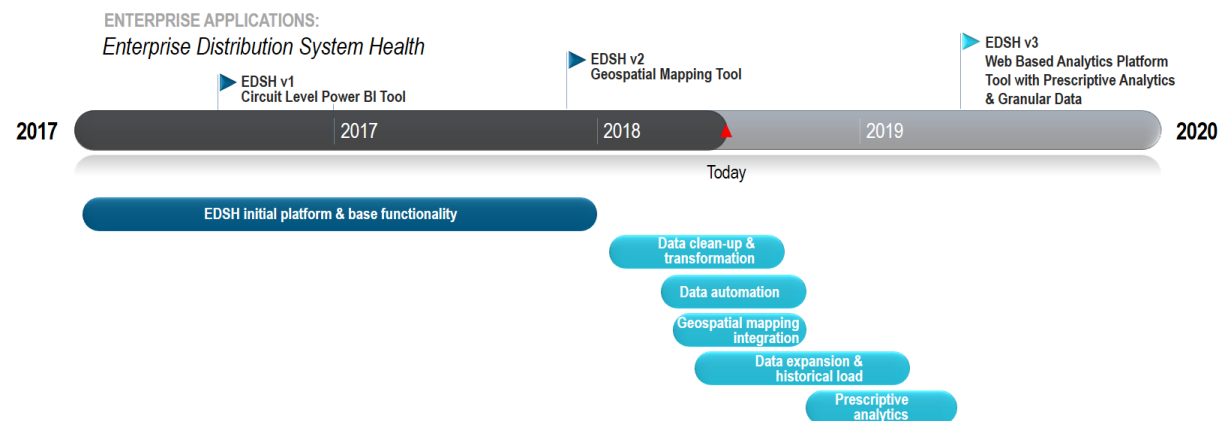 ENTERPRISE APPLICATIONS:
Enterprise Distribution System Health
EDSH v1
Circuit Level Power BI Tool
EDSH v2
Geospatial Mapping Tool
EDSH v3
Web Based Analytics Platform
Tool with Prescriptive Analytics
& Granular Data
2017
2017
2018
2019
2020
Today
EDSH initial platform & base functionality
Data clean-up &
transformation
Data automation
Geospatial mapping
integration
Data expansion &
historical load
Prescriptive
analytics